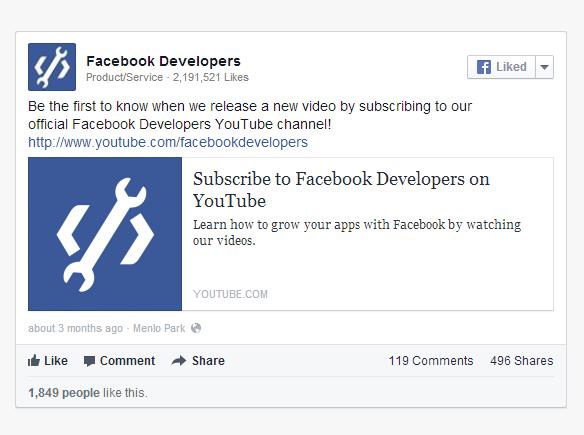 Facebook Developers
Product/Service · 2,191,521 Likes
Liked
Be the first to know when we release a new video by subscribing to our
official Facebook Developers YouTube channel!
http://www.youtube.com/facebookdevelopers
Subscribe to Facebook Developers on
YouTube
Learn how to grow your apps with Facebook by watching
our videos.
YOUTUBE.COM
about 3 months ago · Menlo Park
Like Comment Share 119 Comments 496 Shares
1,849 people like this.